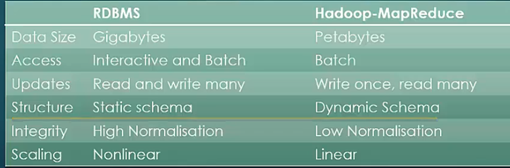 RDBMS Hadoop-MapReduce
Data Size Gigabytes Petabytes
Access Interactive and Batch Batch
Updates Read and write many Write once, read many
Structure Static schema Dynamic Schema
Integrity High Normalisation Low Normalisation
Scaling Nonlinear Linear